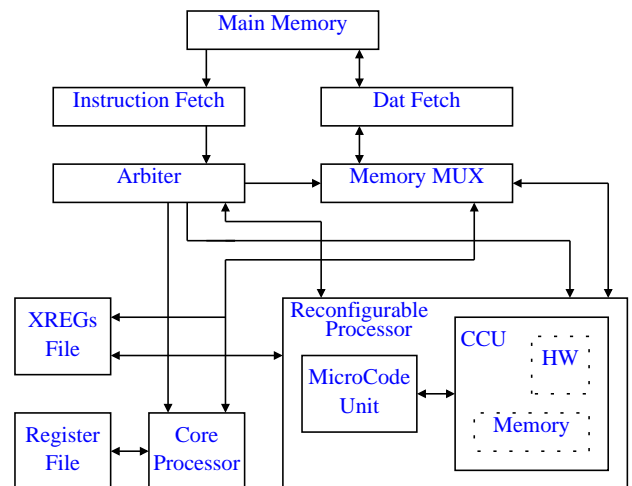 Main Memory
Instruction Fetch
Dat Fetch
Arbiter
Memory MUX
XREGs
File
Reconfigurable
Processor
CCU
HW
MicroCode
Unit
Memory
Register
File
Core
Processor